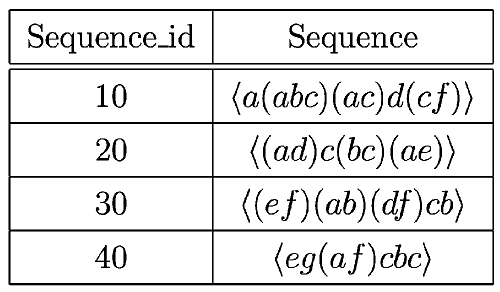 Sequence_id Sequence
10 ⟨a(abc)(ac)d(cf)⟩
20 ⟨(ad)c(bc)(ae)⟩
30 ⟨(ef)(ab)(df)cb⟩
40 ⟨eg(af)cbc⟩